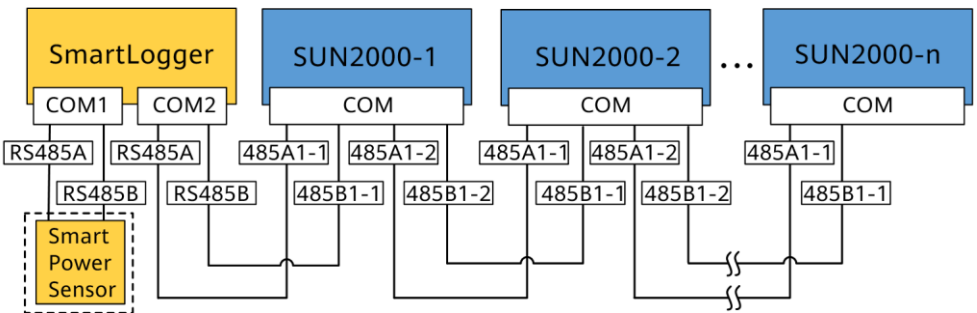 SmartLogger
SUN2000-1
SUN2000-2
...
SUN2000-n
COM1
COM2
COM
COM
COM
RS485A
RS485A
485A1-1
485A1-2
485A1-1
485A1-2
485A1-1
RS485B
RS485B
485B1-1
485B1-2
485B1-1
485B1-2
485B1-1
Smart
Power
Sensor